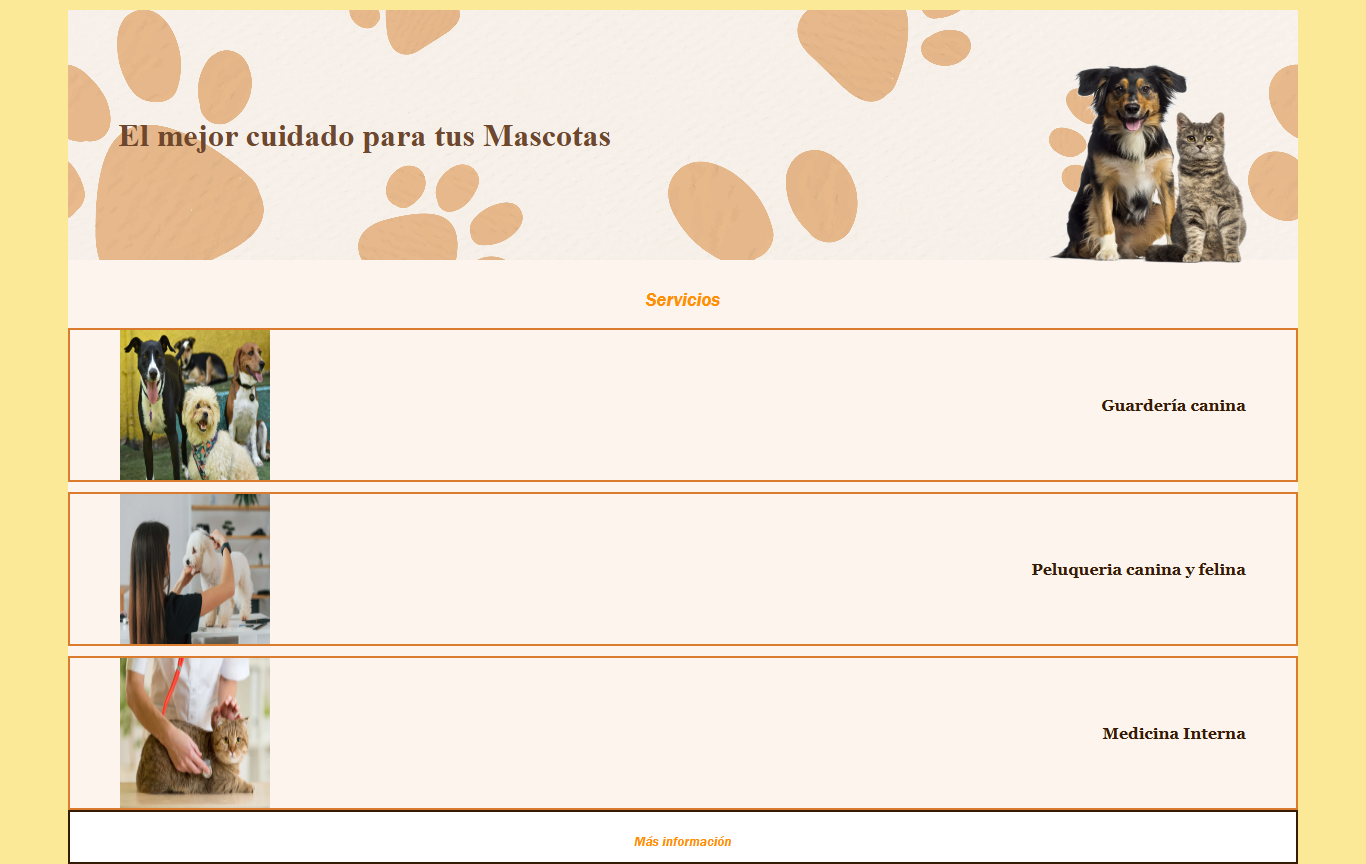 El mejor cuidado para tus Mascotas
Servicios
Guardería canina
Peluqueria canina y felina
Medicina Interna
Más información